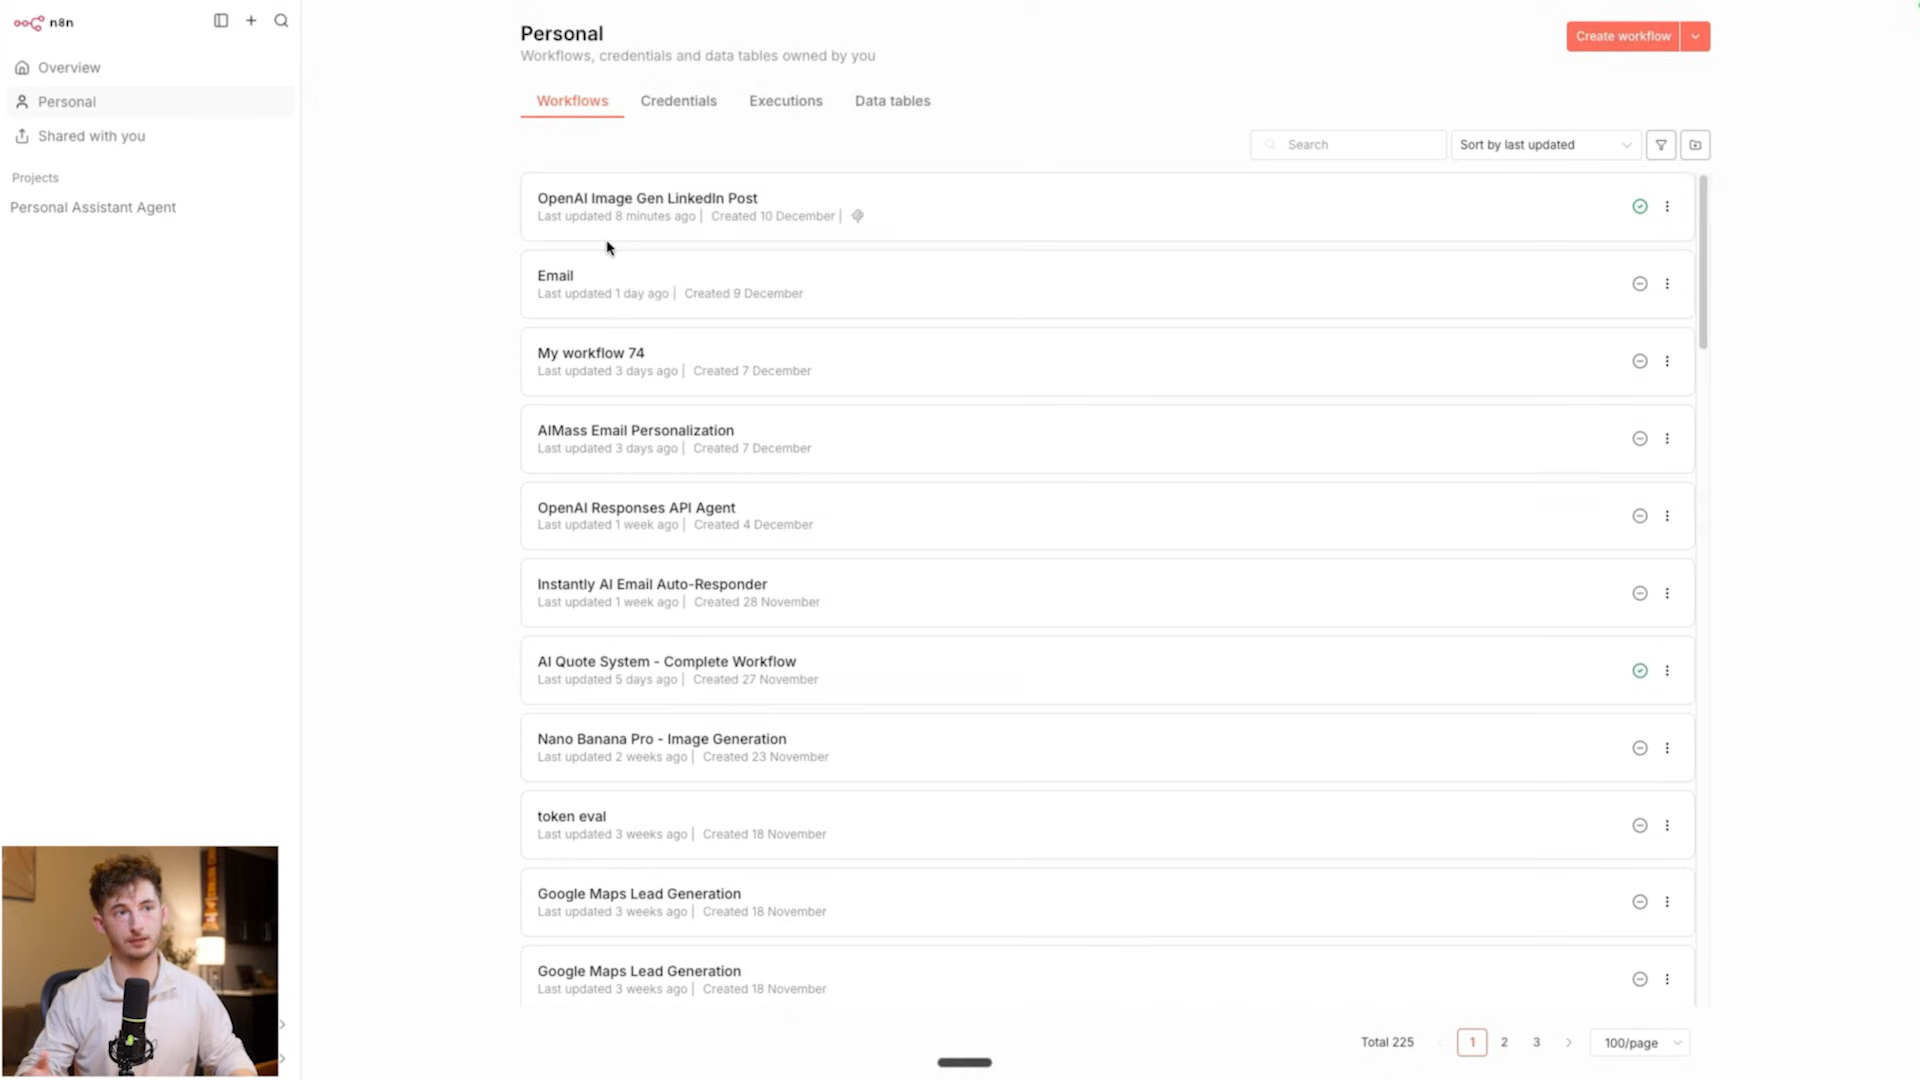 n8n
Overview
Personal
Shared with you
Projects
Personal Assistant Agent
Personal
Workflows, credentials and data tables owned by you
Create workflow
Workflows Credentials Executions Data tables
Search
Sort by last updated
OpenAI Image Gen LinkedIn Post
Last updated 8 minutes ago | Created 10 December |
Email
Last updated 1 day ago | Created 9 December
My workflow 74
Last updated 3 days ago | Created 7 December
AIMass Email Personalization
Last updated 3 days ago | Created 7 December
OpenAI Responses API Agent
Last updated 1 week ago | Created 4 December
Instantly AI Email Auto-Responder
Last updated 1 week ago | Created 28 November
AI Quote System - Complete Workflow
Last updated 5 days ago | Created 27 November
Nano Banana Pro - Image Generation
Last updated 2 weeks ago | Created 23 November
token eval
Last updated 3 weeks ago | Created 18 November
Google Maps Lead Generation
Last updated 3 weeks ago | Created 18 November
Google Maps Lead Generation
Last updated 3 weeks ago | Created 18 November
Total 225 1 2 3 100/page